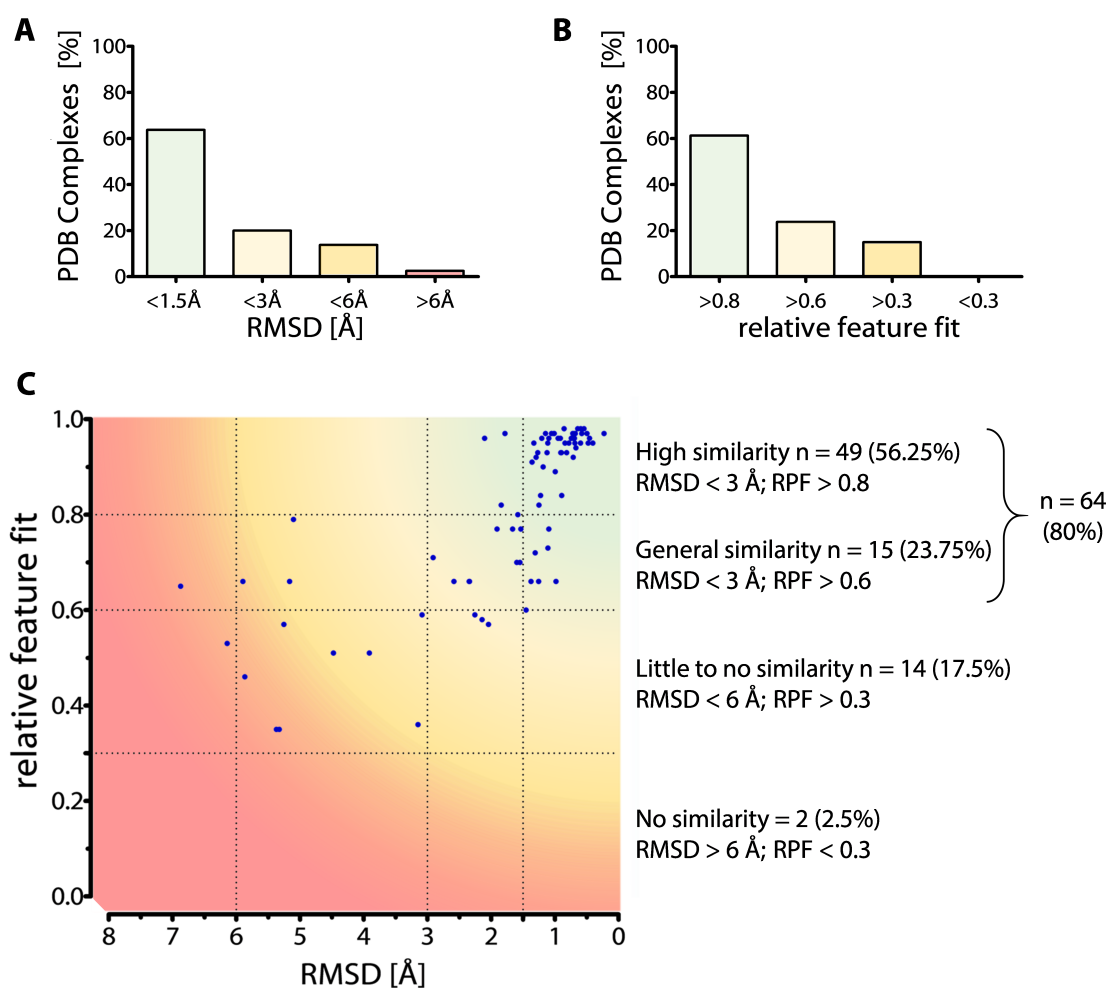 A
PDB Complexes [%]
100
80
60
40
20
0
<1.5Å <3Å <6Å >6Å
RMSD [Å]
B
PDB Complexes [%]
100
80
60
40
20
0
>0.8 >0.6 >0.3 <0.3
relative feature fit
C
relative feature fit
1.0
0.8
0.6
0.4
0.2
0.0
8 7 6 5 4 3 2 1 0
RMSD [Å]
High similarity n = 49 (56.25%)
RMSD < 3 Å; RPF > 0.8
General similarity n = 15 (23.75%)
RMSD < 3 Å; RPF > 0.6
n = 64
(80%)
Little to no similarity n = 14 (17.5%)
RMSD < 6 Å; RPF > 0.3
No similarity = 2 (2.5%)
RMSD > 6 Å; RPF < 0.3